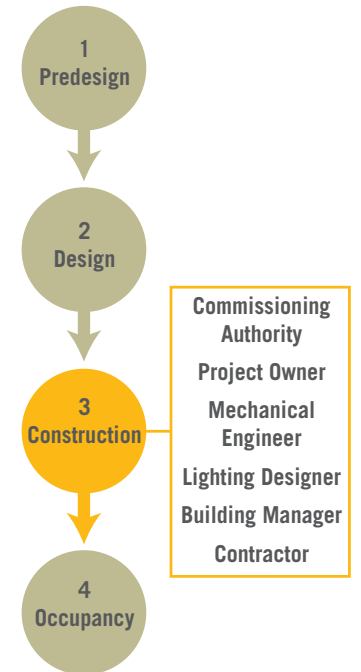 1
Predesign
2
Design
3
Construction
Commissioning
Authority
Project Owner
Mechanical
Engineer
Lighting Designer
Building Manager
Contractor
4
Occupancy